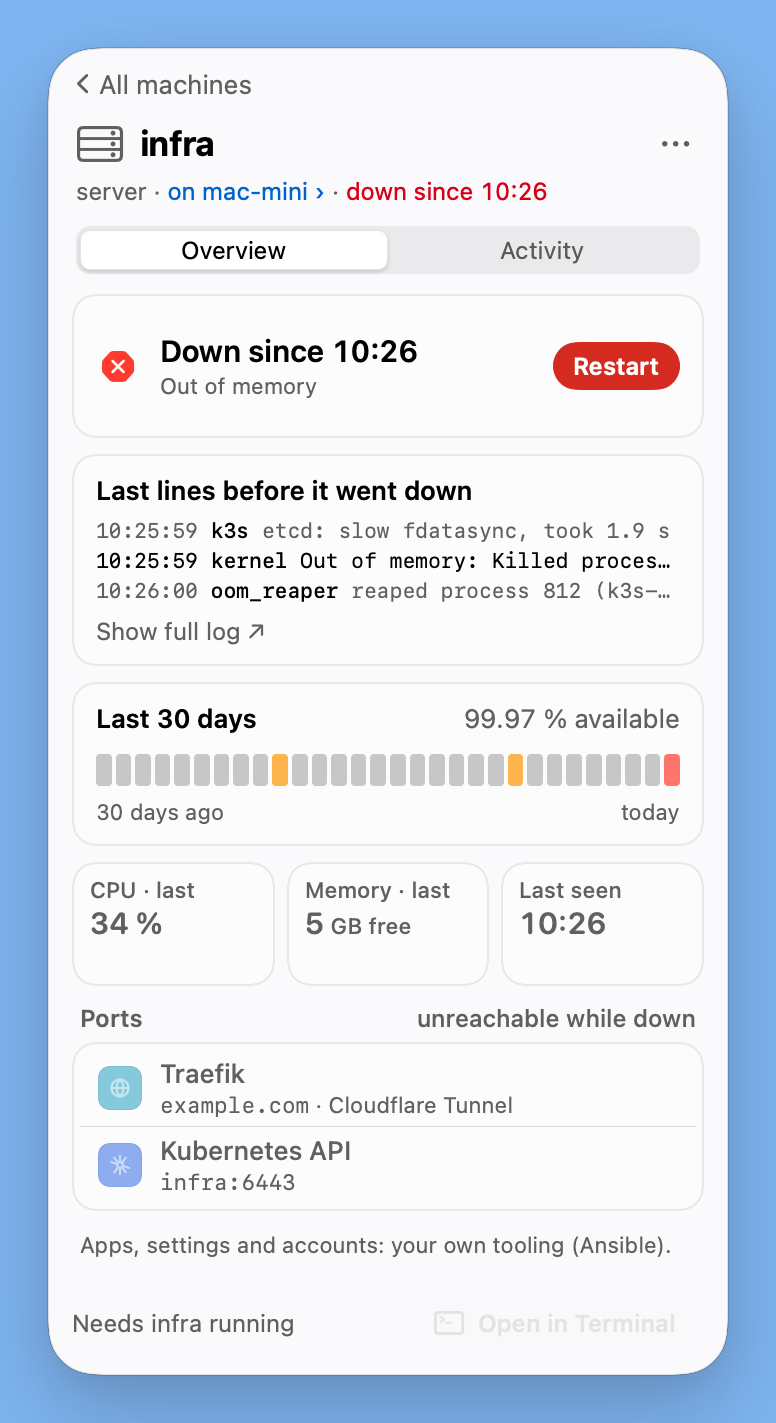 All machines
infra
server · on mac-mini › · down since 10:26
Overview Activity
Down since 10:26
Out of memory
Restart
Last lines before it went down
10:25:59 k3s etcd: slow fdatasync, took 1.9 s
10:25:59 kernel Out of memory: Killed proces…
10:26:00 oom_reaper reaped process 812 (k3s-…
Show full log ↗
Last 30 days 99.97 % available
30 days ago today
CPU · last
34 %
Memory · last
5 GB free
Last seen
10:26
Ports unreachable while down
Traefik
example.com · Cloudflare Tunnel
Kubernetes API
infra:6443
Apps, settings and accounts: your own tooling (Ansible).
Needs infra running Open in Terminal